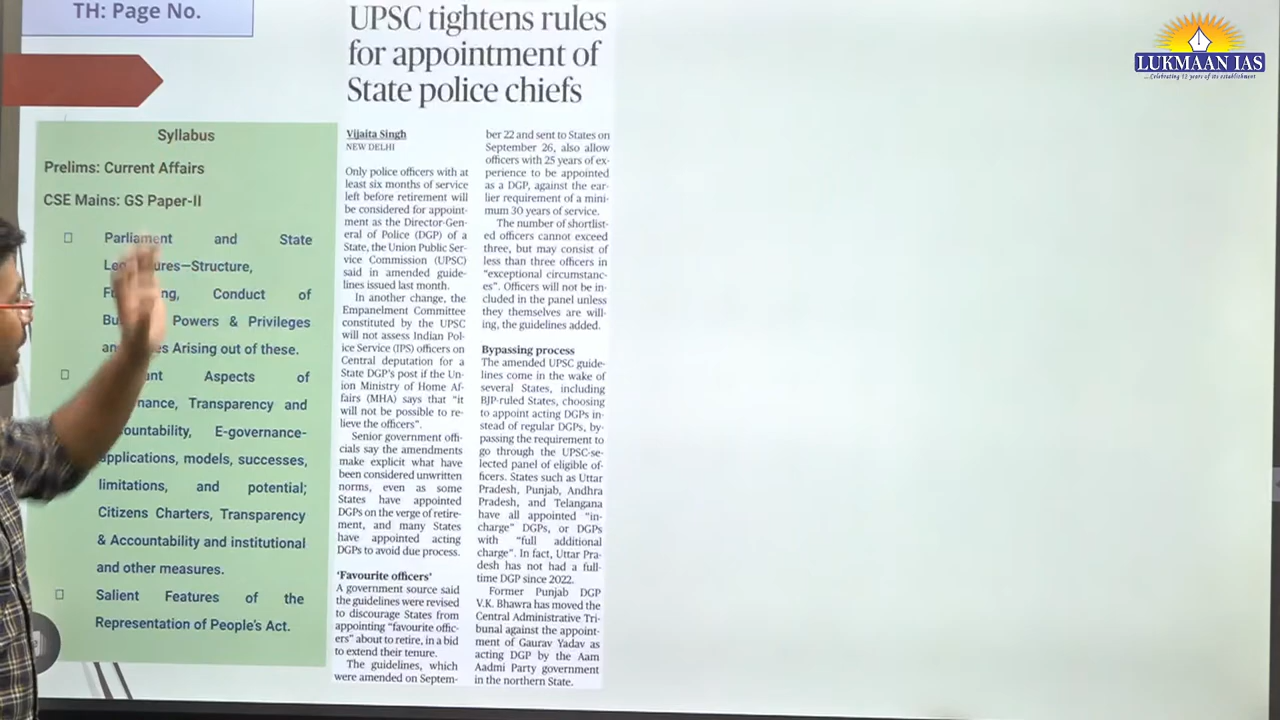 TH: Page No.
UPSC tightens rules
for appointment of
State police chiefs
LUKMAAN IAS
...Celebrating 12 years of its establishment
Syllabus
Prelims: Current Affairs
CSE Mains: GS Paper-II
Parliament and State
Structure,
Conduct of
Powers & Privileges
Arising out of these.
Aspects of
Transparency and
E-governance-
applications, models, successes,
limitations, and potential;
Citizens Charters, Transparency
& Accountability and institutional
and other measures.
Salient Features of the
Representation of People's Act.
Vijaita Singh
NEW DELHI
Only police officers with at
least six months of service
left before retirement will
be considered for appoint-
ment as the Director-Gen-
eral of Police (DGP) of a
State, the Union Public Ser-
vice Commission (UPSC)
said in amended guide-
lines issued last month.
In another change, the
Empanelment Committee
constituted by the UPSC
will not assess Indian Pol-
ice Service (IPS) officers on
Central deputation for a
State DGP's post if the Un-
ion Ministry of Home Af-
fairs (MHA) says that "it
will not be possible to re-
lieve the officers".
Senior government offi-
cials say the amendments
make explicit what have
been considered unwritten
norms, even as some
States have appointed
DGPs on the verge of retire-
ment, and many States
have appointed acting
DGPs to avoid due process.
'Favourite officers'
A government source said
the guidelines were revised
to discourage States from
appointing "favourite offic-
ers" about to retire, in a bid
to extend their tenure.
The guidelines, which
were amended on Septem-
ber 22 and sent to States on
September 26, also allow
officers with 25 years of ex-
perience to be appointed
as a DGP, against the ear-
lier requirement of a mini-
mum 30 years of service.
The number of shortlist-
ed officers cannot exceed
three, but may consist of
less than three officers in
"exceptional circumstanc-
es". Officers will not be in-
cluded in the panel unless
they themselves are will-
ing, the guidelines added.
Bypassing process
The amended UPSC guide-
lines come in the wake of
several States, including
BJP-ruled States, choosing
to appoint acting DGPs in-
stead of regular DGPs, by-
passing the requirement to
go through the UPSC-se-
lected panel of eligible of-
ficers. States such as Uttar
Pradesh, Punjab, Andhra
Pradesh, and Telangana
have all appointed "in-
charge" DGPs, or DGPs
with "full additional
charge". In fact, Uttar Pra-
desh has not had a full-
time DGP since 2022.
Former Punjab DGP
V.K. Bhawra has moved the
Central Administrative Tri-
bunal against the appoint-
ment of Gaurav Yadav as
acting DGP by the Aam
Aadmi Party government
in the northern State.